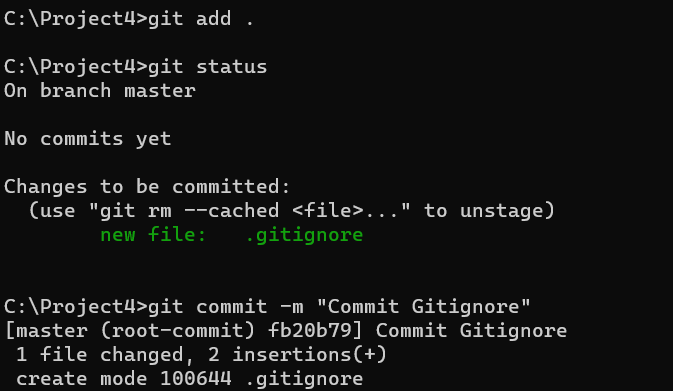 C:\Project4>git add .
C:\Project4>git status
On branch master
No commits yet
Changes to be committed:
  (use "git rm --cached <file>..." to unstage)
        new file:   .gitignore
C:\Project4>git commit -m "Commit Gitignore"
[master (root-commit) fb20b79] Commit Gitignore
 1 file changed, 2 insertions(+)
 create mode 100644 .gitignore